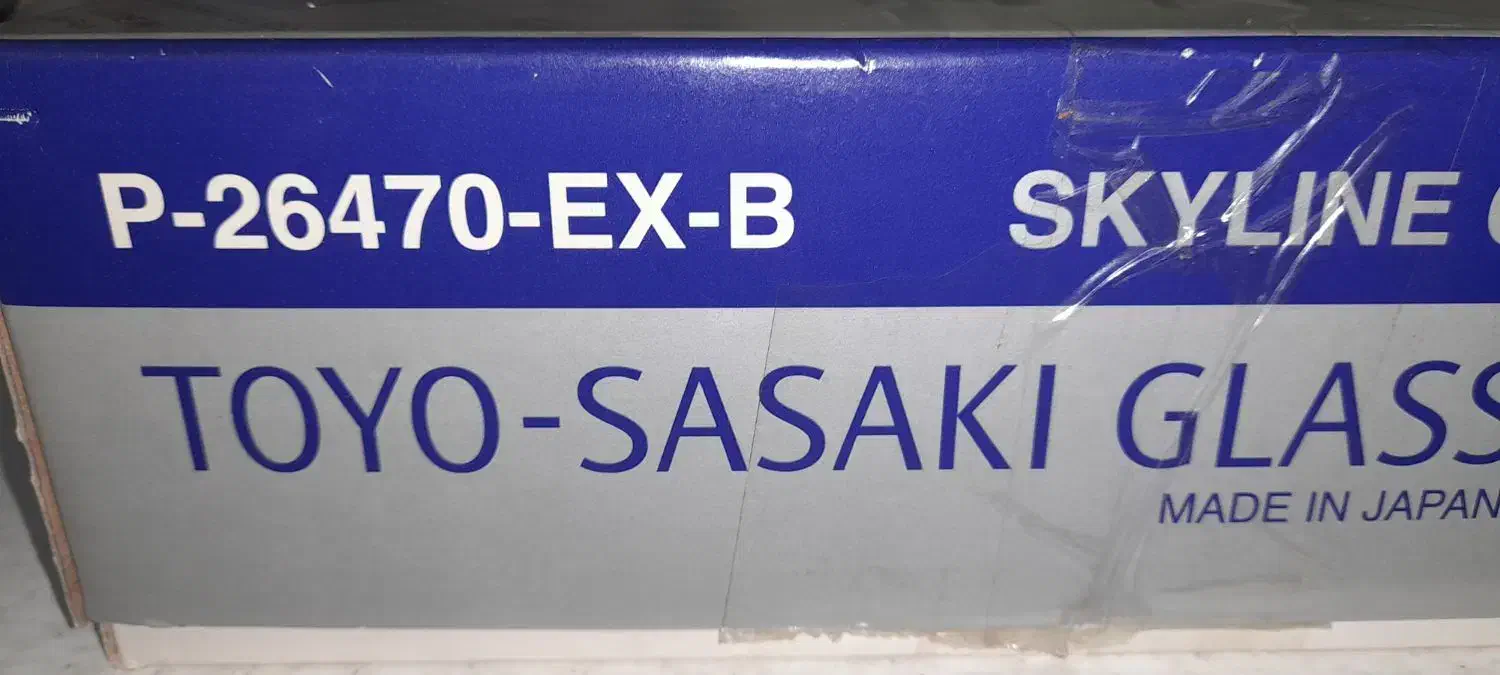 P-26470-EX-B SKYLINE
TOYO-SASAKI GLASS
MADE IN JAPAN